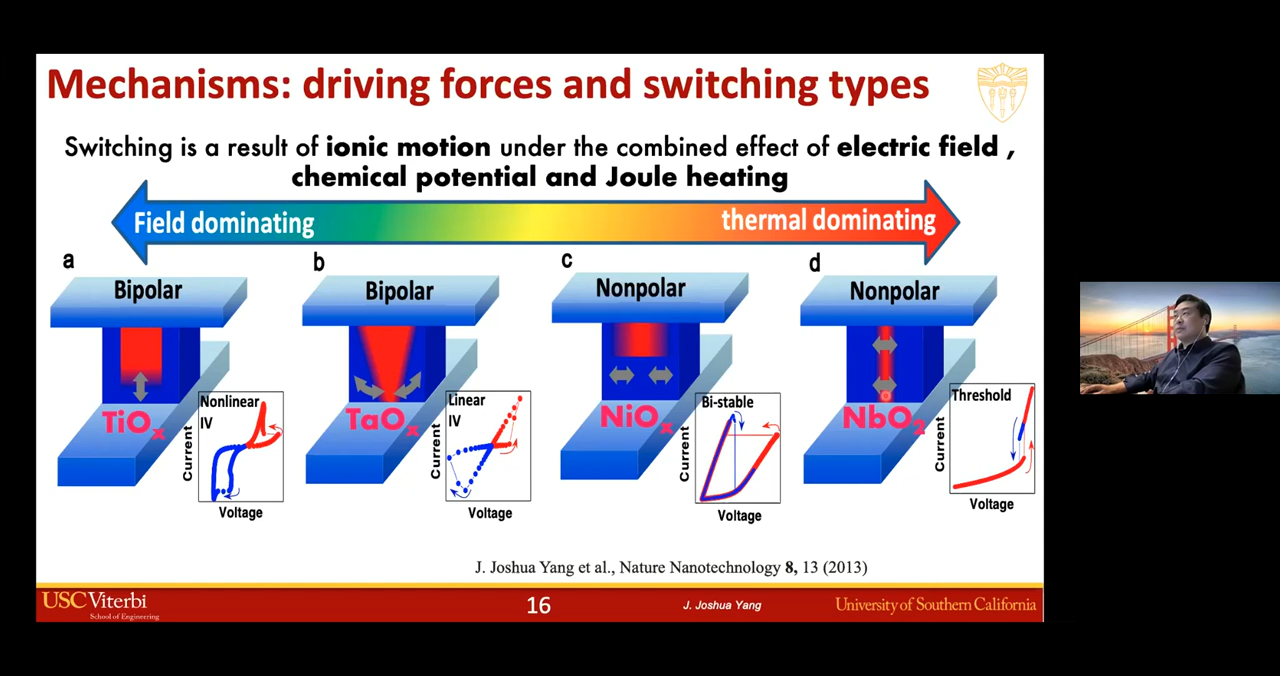 Mechanisms: driving forces and switching types
Switching is a result of ionic motion under the combined effect of electric field ,
chemical potential and Joule heating
Field dominating
thermal dominating
a
b
c
d
Bipolar
Bipolar
Nonpolar
Nonpolar
TiOx
TaOx
NiOx
NbO2
Nonlinear
IV
Current
Voltage
Linear
IV
Current
Voltage
Bi-stable
Current
Voltage
Threshold
Current
Voltage
J. Joshua Yang et al., Nature Nanotechnology 8, 13 (2013)
USC Viterbi
School of Engineering
16
J. Joshua Yang
University of Southern California